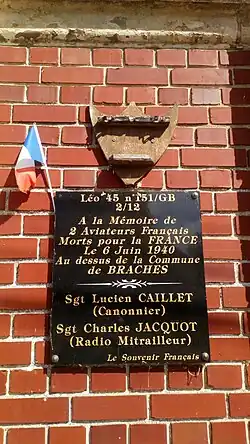 Léo 45 n°151/GB
2/12
A la Mémoire de
2 Aviateurs Français
Morts pour la FRANCE
Le 6 Juin 1940
Au dessus de la Commune
de BRACHES
Sgt Lucien CAILLET
(Canonnier)
Sgt Charles JACQUOT
(Radio Mitrailleur)
Le Souvenir Français